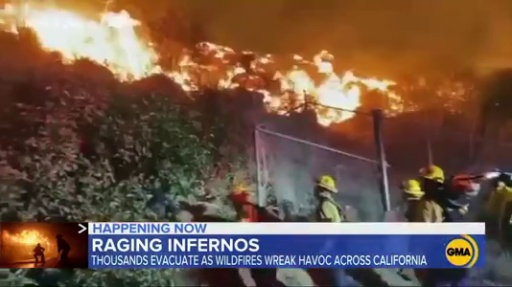 HAPPENING NOW
RAGING INFERNOS
THOUSANDS EVACUATE AS WILDFIRES WREAK HAVOC ACROSS CALIFORNIA
GMA